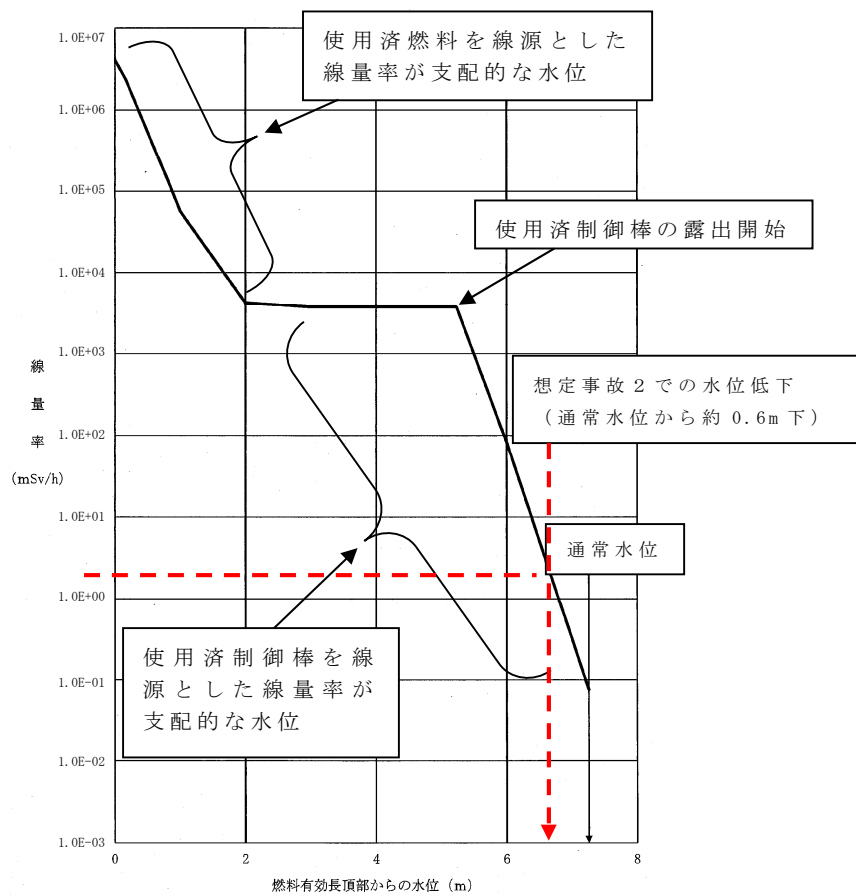 使用済燃料を線源とした
線量率が支配的な水位
使用済制御棒の露出開始
想定事故２での水位低下
（通常水位から約 0.6m 下）
通常水位
使用済制御棒を線
源とした線量率が
支配的な水位
線
量
率
(mSv/h)
1.0E+07
1.0E+06
1.0E+05
1.0E+04
1.0E+03
1.0E+02
1.0E+01
1.0E+00
1.0E-01
1.0E-02
1.0E-03
0 2 4 6 8
燃料有効長頂部からの水位（m）